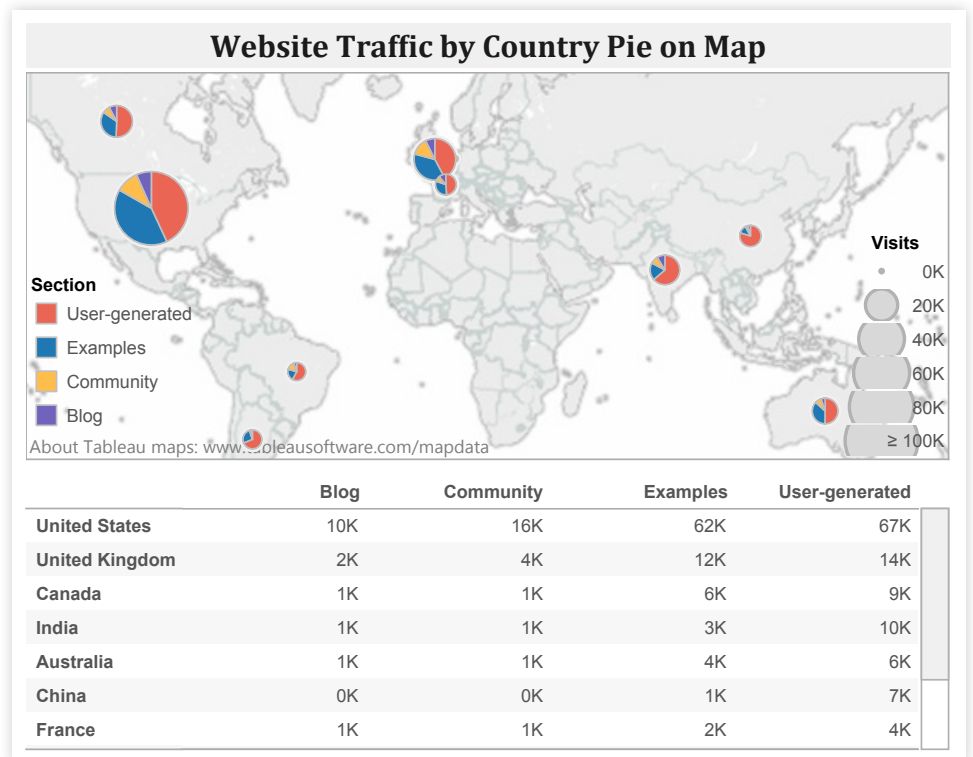 Website Traffic by Country Pie on Map
Visits
0K
20K
40K
60K
80K
≥ 100K
Section
User-generated
Examples
Community
Blog
About Tableau maps: www.tableausoftware.com/mapdata
Blog Community Examples User-generated
United States 10K 16K 62K 67K
United Kingdom 2K 4K 12K 14K
Canada 1K 1K 6K 9K
India 1K 1K 3K 10K
Australia 1K 1K 4K 6K
China 0K 0K 1K 7K
France 1K 1K 2K 4K